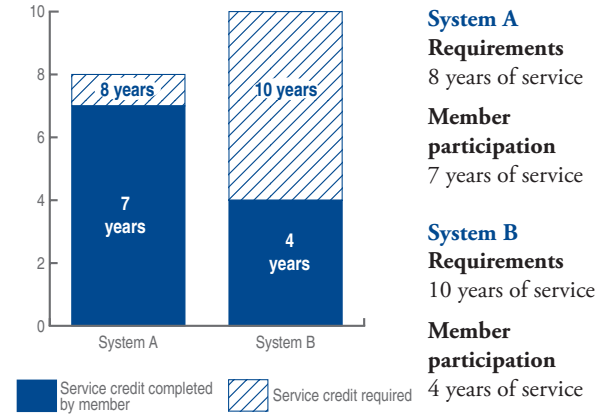 10
8
6
4
2
0
8 years
7
years
10 years
4
years
System A
System B
Service credit completed
by member
Service credit required
System A
Requirements
8 years of service
Member
participation
7 years of service
System B
Requirements
10 years of service
Member
participation
4 years of service